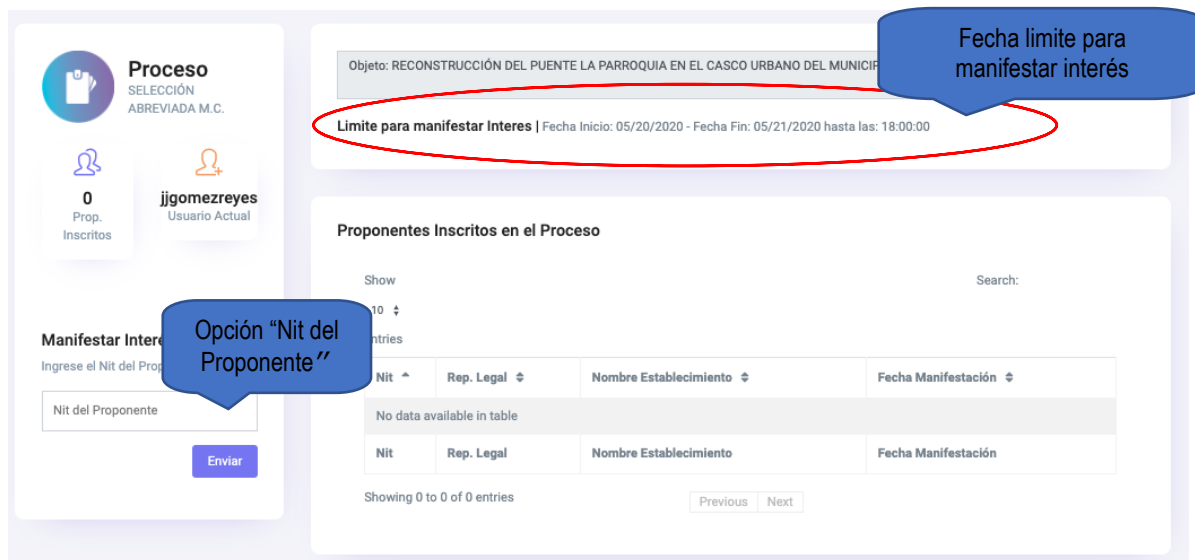 Proceso
SELECCIÓN
ABREVIADA M.C.
0
Prop.
Inscritos
jjgomezreyes
Usuario Actual
Manifestar Inter
Ingrese el Nit del Prop
Opción “Nit del
Proponente”
Nit del Proponente
Enviar
Objeto: RECONSTRUCCIÓN DEL PUENTE LA PARROQUIA EN EL CASCO URBANO DEL MUNICIP
Fecha limite para
manifestar interés
Limite para manifestar Interes | Fecha Inicio: 05/20/2020 - Fecha Fin: 05/21/2020 hasta las: 18:00:00
Proponentes Inscritos en el Proceso
Show
Search:
10
ntries
Nit Rep. Legal Nombre Establecimiento Fecha Manifestación
No data available in table
Nit Rep. Legal Nombre Establecimiento Fecha Manifestación
Showing 0 to 0 of 0 entries
Previous Next